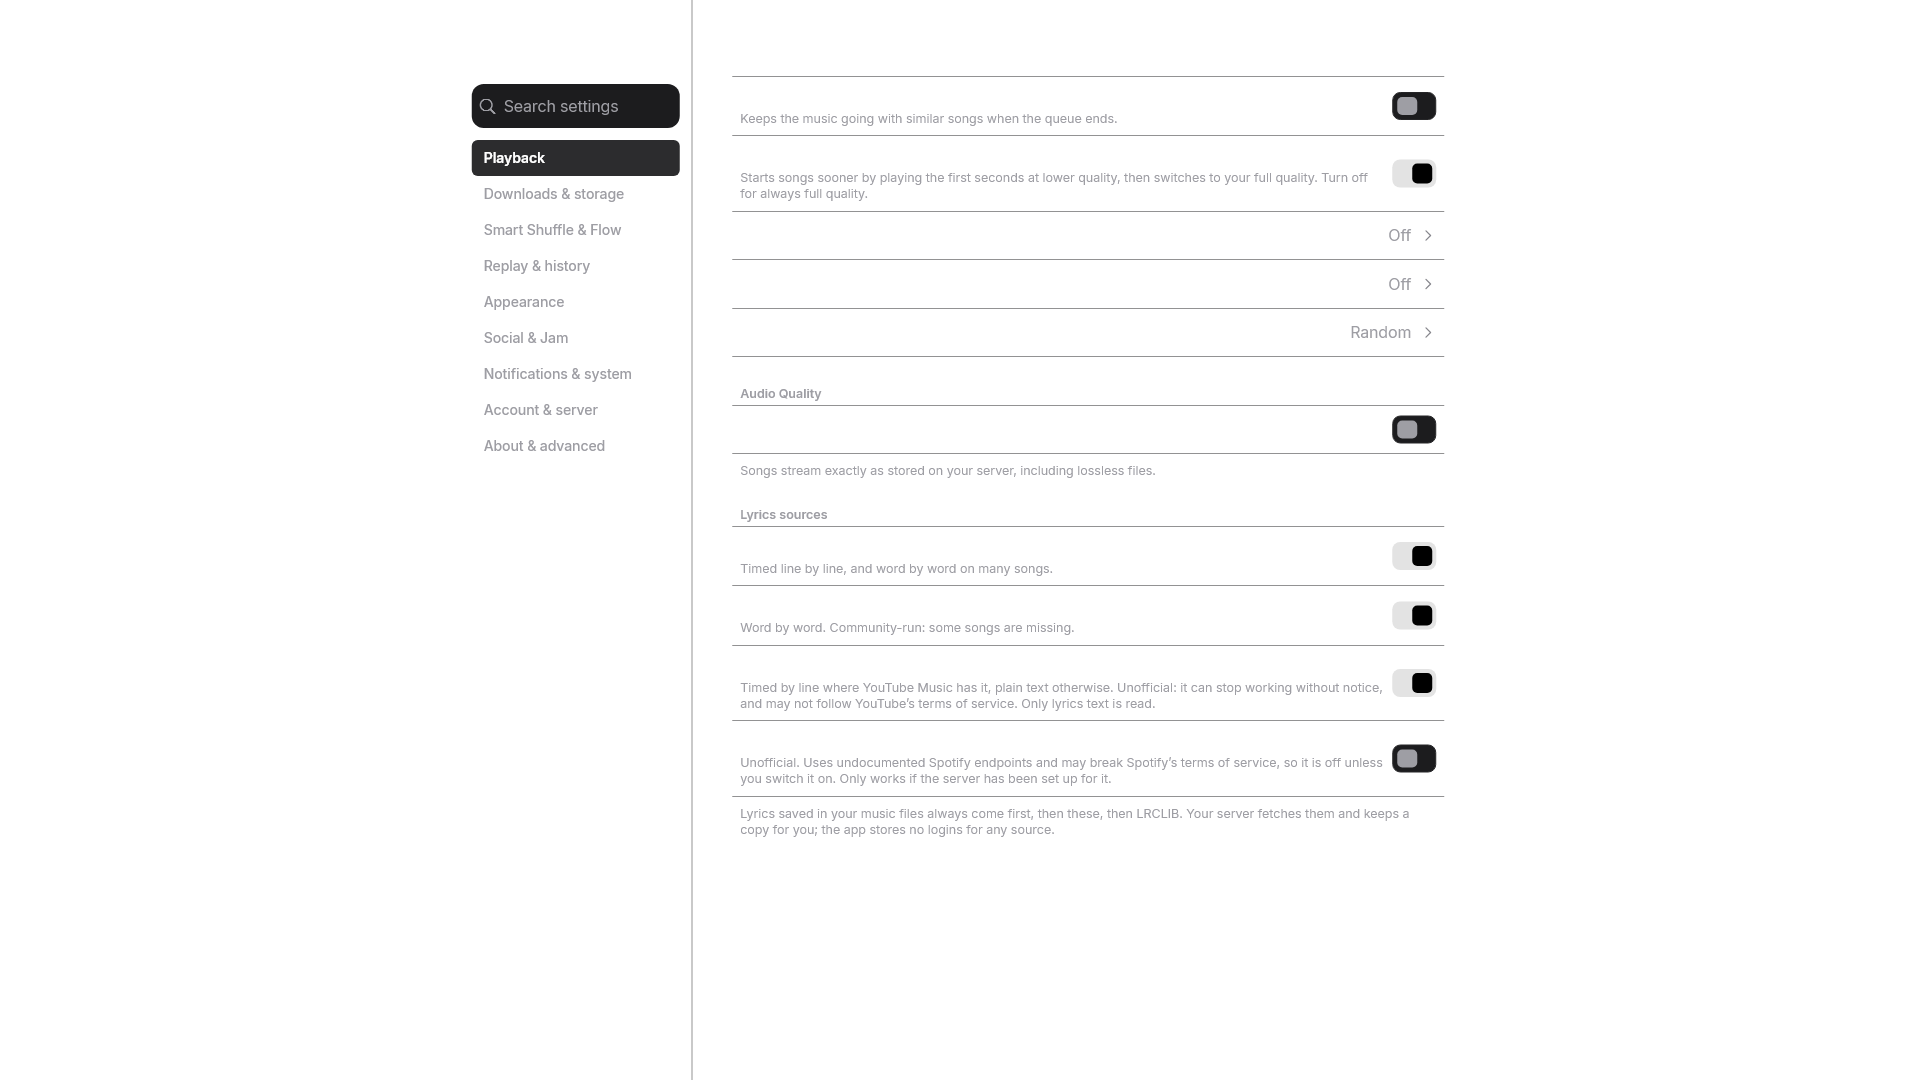 Search settings
Playback
Downloads & storage
Smart Shuffle & Flow
Replay & history
Appearance
Social & Jam
Notifications & system
Account & server
About & advanced
Keeps the music going with similar songs when the queue ends.
Starts songs sooner by playing the first seconds at lower quality, then switches to your full quality. Turn off
for always full quality.
Off
Off
Random
Audio Quality
Songs stream exactly as stored on your server, including lossless files.
Lyrics sources
Timed line by line, and word by word on many songs.
Word by word. Community-run: some songs are missing.
Timed by line where YouTube Music has it, plain text otherwise. Unofficial: it can stop working without notice,
and may not follow YouTube’s terms of service. Only lyrics text is read.
Unofficial. Uses undocumented Spotify endpoints and may break Spotify’s terms of service, so it is off unless
you switch it on. Only works if the server has been set up for it.
Lyrics saved in your music files always come first, then these, then LRCLIB. Your server fetches them and keeps a
copy for you; the app stores no logins for any source.